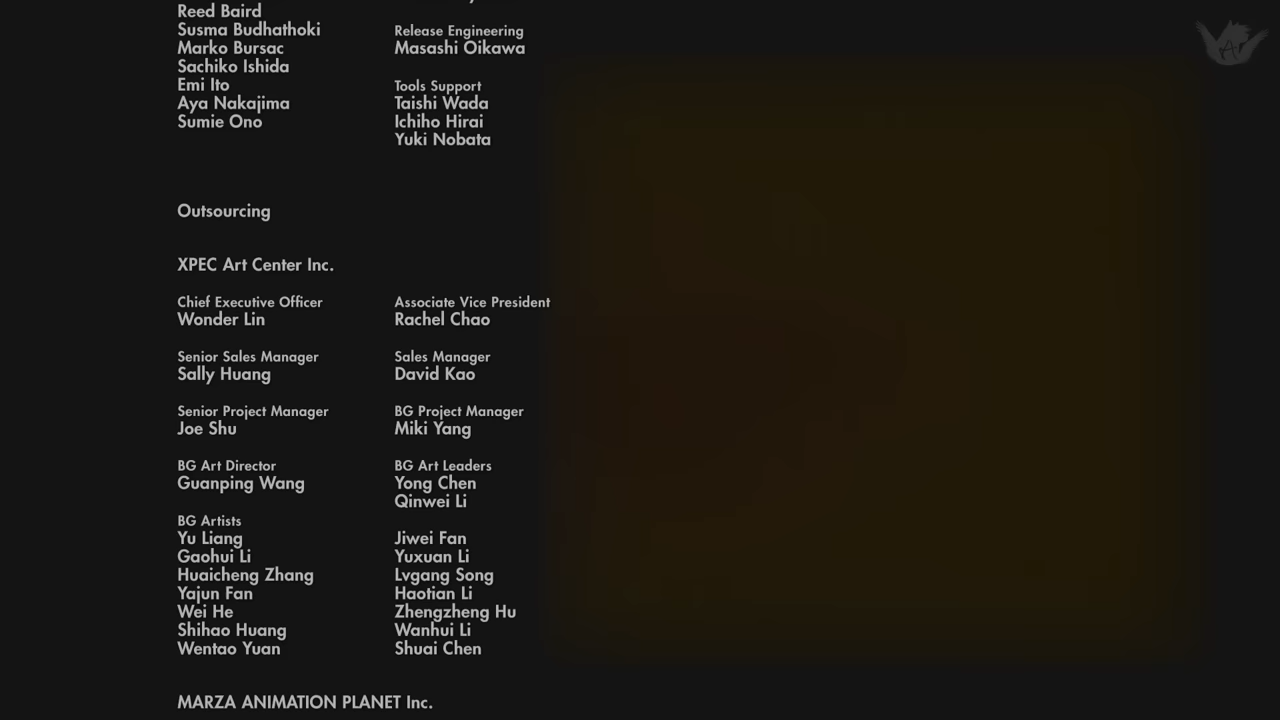 Reed Baird
Susma Budhathoki
Marko Bursac
Sachiko Ishida
Emi Ito
Aya Nakajima
Sumie Ono
Release Engineering
Masashi Oikawa
Tools Support
Taishi Wada
Ichiho Hirai
Yuki Nobata
Outsourcing
XPEC Art Center Inc.
Chief Executive Officer
Wonder Lin
Associate Vice President
Rachel Chao
Senior Sales Manager
Sally Huang
Sales Manager
David Kao
Senior Project Manager
Joe Shu
BG Project Manager
Miki Yang
BG Art Director
Guanping Wang
BG Art Leaders
Yong Chen
Qinwei Li
BG Artists
Yu Liang
Gaohui Li
Huaicheng Zhang
Yajun Fan
Wei He
Shihao Huang
Wentao Yuan
Jiwei Fan
Yuxuan Li
Lvgang Song
Haotian Li
Zhengzheng Hu
Wanhui Li
Shuai Chen
MARZA ANIMATION PLANET Inc.